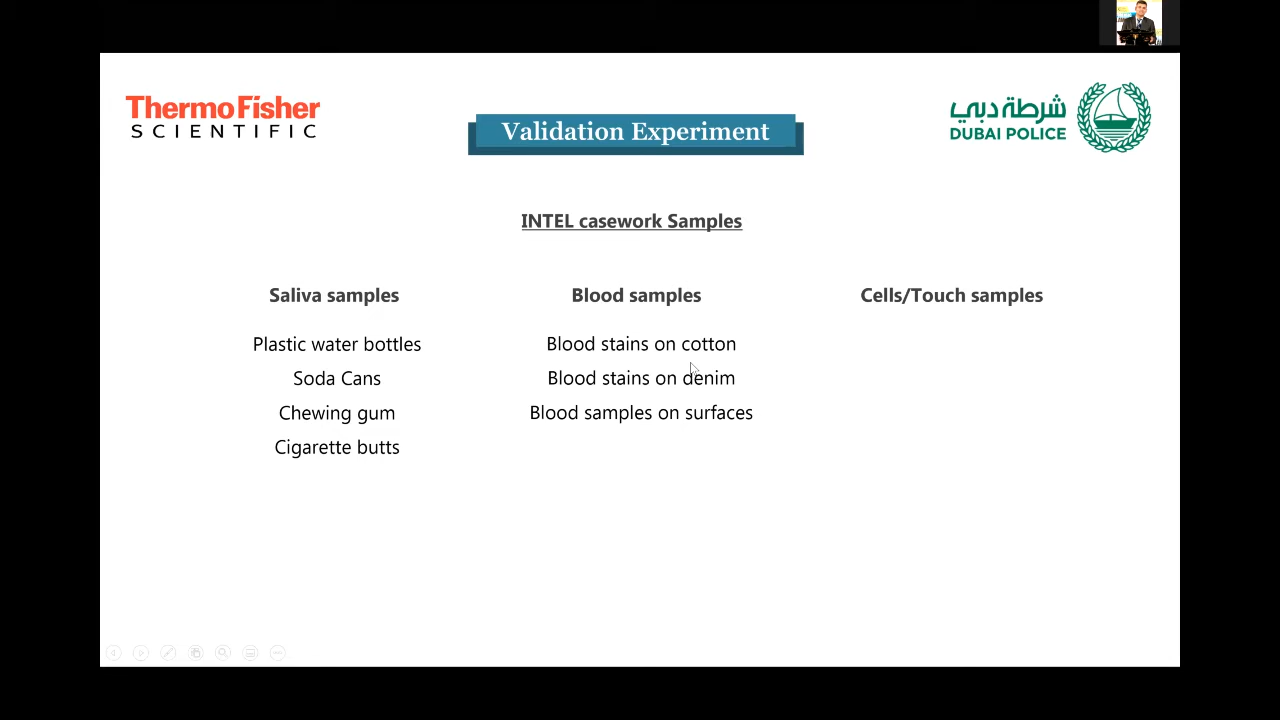 ThermoFisher
SCIENTIFIC
Validation Experiment
شرطة دبي
DUBAI POLICE
INTEL casework Samples
Saliva samples
Plastic water bottles
Soda Cans
Chewing gum
Cigarette butts
Blood samples
Blood stains on cotton
Blood stains on denim
Blood samples on surfaces
Cells/Touch samples